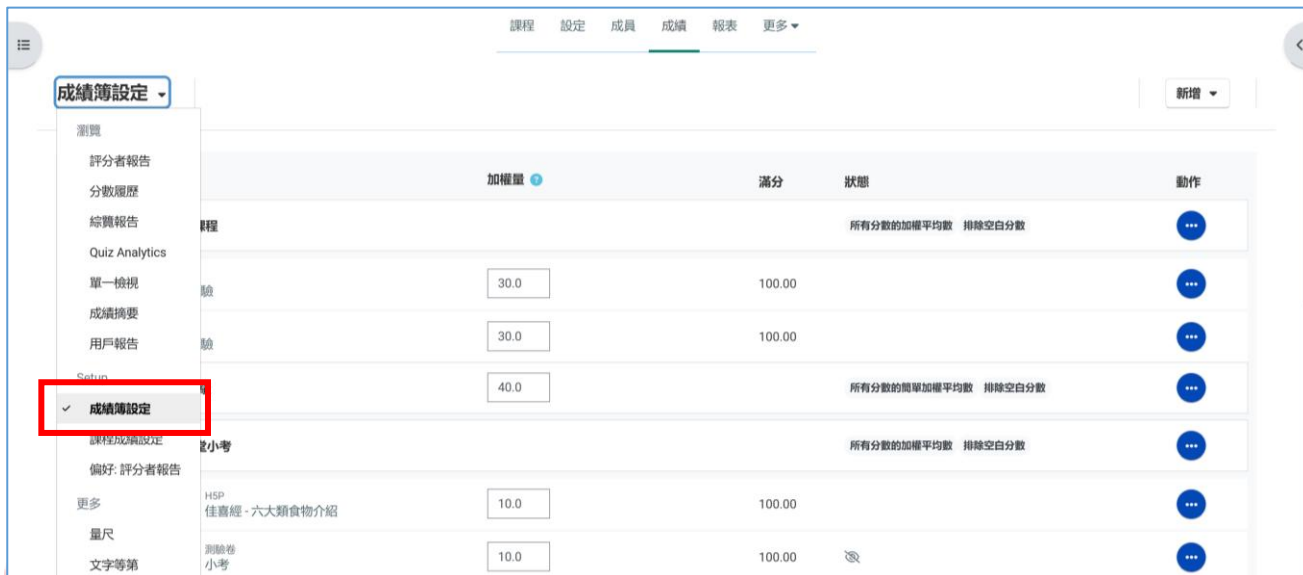 課程 設定 成員 成績 報表 更多
成績簿設定
新增
瀏覽
評分者報告
分數履歷
綜覽報告
Quiz Analytics
單一檢視
成績摘要
用戶報告
Setup
成績簿設定
課程成績設定
偏好: 評分者報告
更多
量尺
文字等第
加權量 滿分 狀態 動作
課程 所有分數的加權平均數 排除空白分數
驗 30.0 100.00
驗 30.0 100.00
40.0 所有分數的簡單加權平均數 排除空白分數
堂小考 所有分數的加權平均數 排除空白分數
H5P
佳喜經 - 六大類食物介紹 10.0 100.00
測驗卷
小考 10.0 100.00